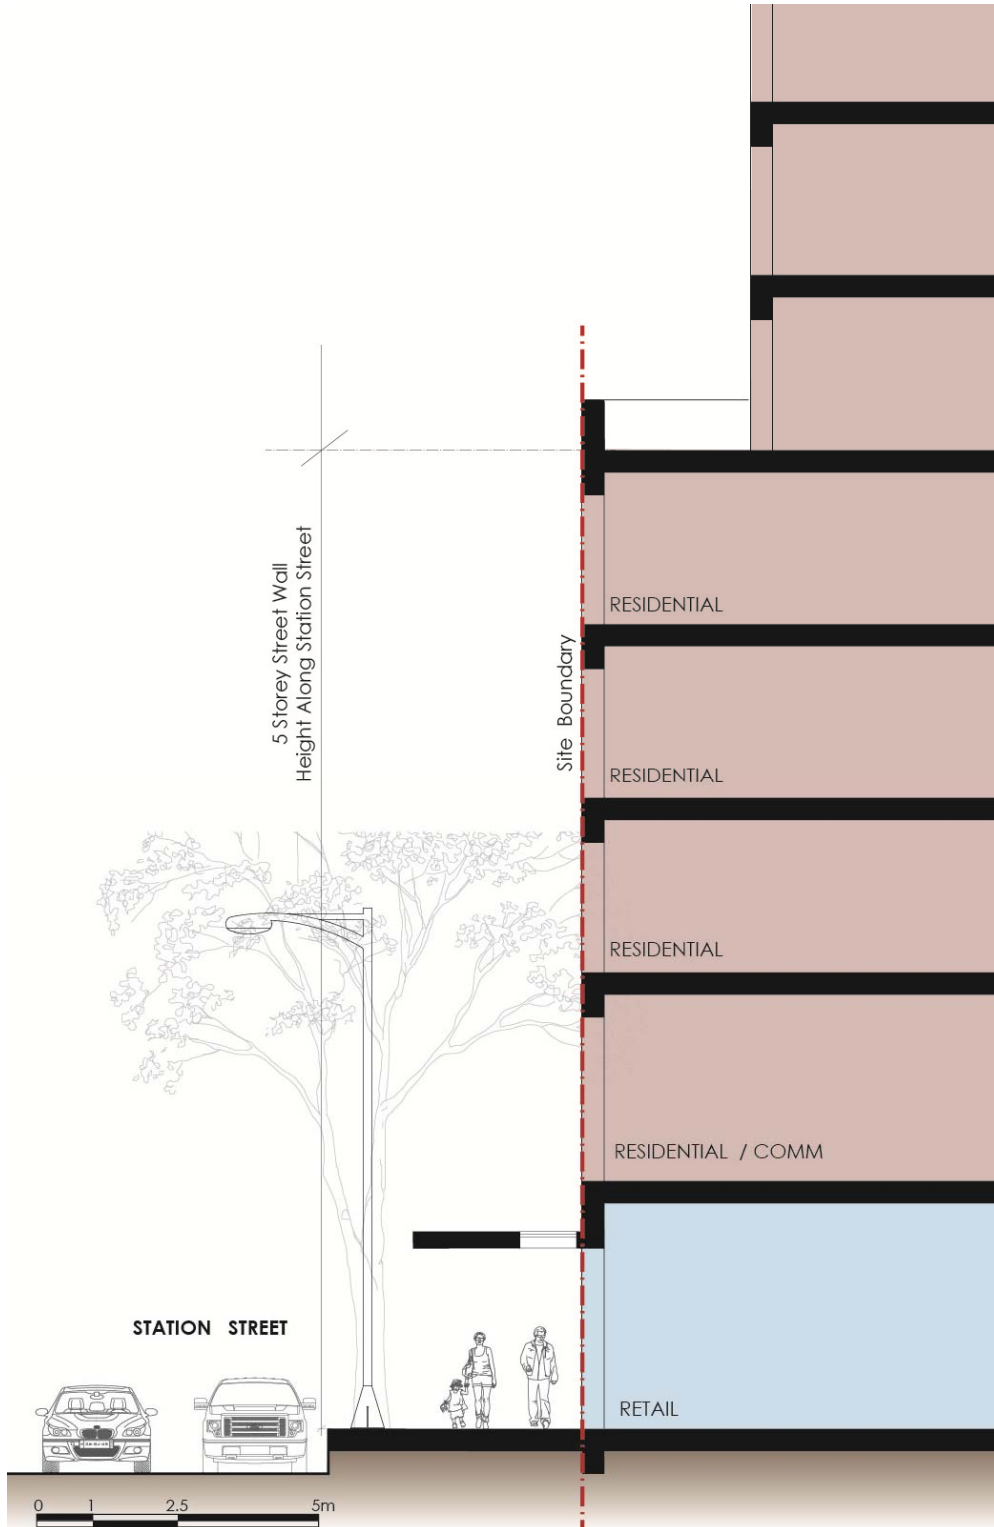 5 Storey Street Wall
Height Along Station Street
Site Boundary
RESIDENTIAL
RESIDENTIAL
RESIDENTIAL
RESIDENTIAL / COMM
STATION STREET
RETAIL
0 1 2.5 5m